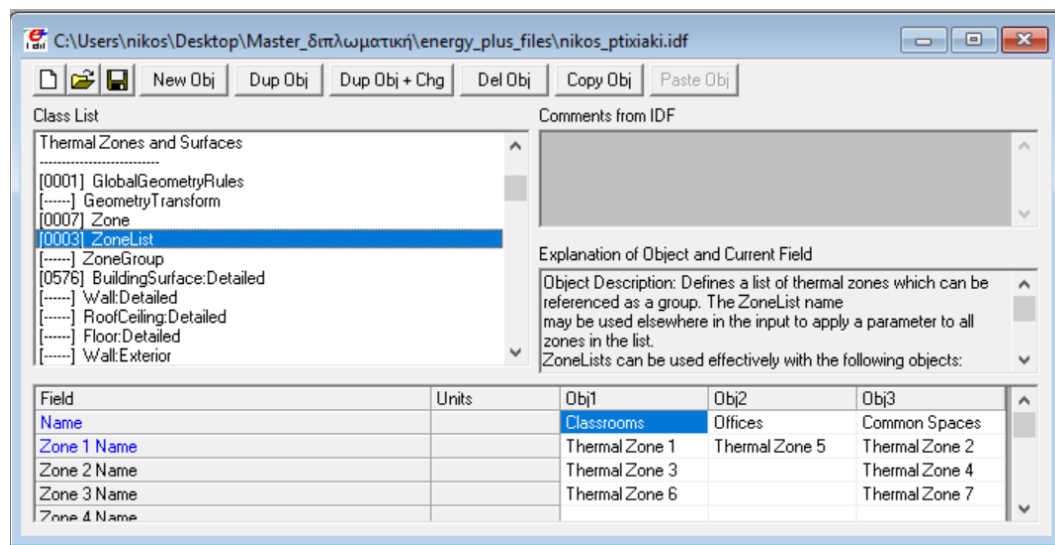 C:\Users\nikos\Desktop\Master_διπλωματική\energy_plus_files\nikos_ptixiaki.idf
New Obj Dup Obj Dup Obj + Chg Del Obj Copy Obj Paste Obj
Class List
Thermal Zones and Surfaces
--------------------------
[0001] GlobalGeometryRules
[------] GeometryTransform
[0007] Zone
[0003] ZoneList
[------] ZoneGroup
[0576] BuildingSurface:Detailed
[------] Wall:Detailed
[------] RoofCeiling:Detailed
[------] Floor:Detailed
[------] Wall:Exterior
Comments from IDF
Explanation of Object and Current Field
Object Description: Defines a list of thermal zones which can be
referenced as a group. The ZoneList name
may be used elsewhere in the input to apply a parameter to all
zones in the list.
ZoneLists can be used effectively with the following objects:
Field Units Obj1 Obj2 Obj3
Name Classrooms Offices Common Spaces
Zone 1 Name Thermal Zone 1 Thermal Zone 5 Thermal Zone 2
Zone 2 Name Thermal Zone 3 Thermal Zone 4
Zone 3 Name Thermal Zone 6 Thermal Zone 7
Zone 4 Name